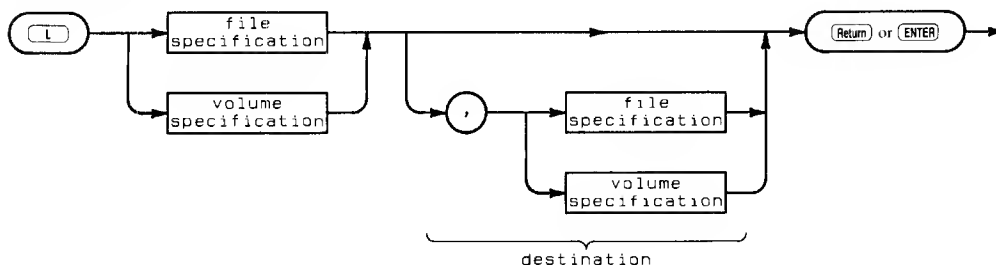 L
file
specification
volume
specification
,
file
specification
volume
specification
Return or ENTER
destination